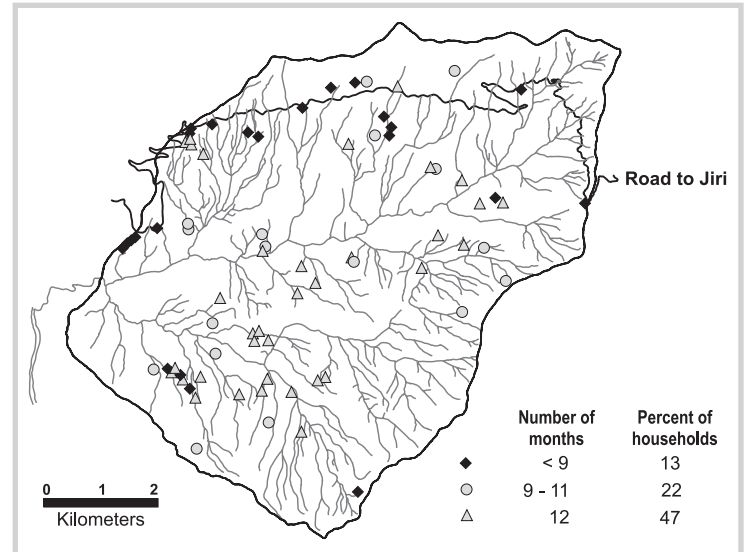 Road to Jiri
Number of months Percent of households
< 9 13
9 - 11 22
12 47
0 1 2
Kilometers